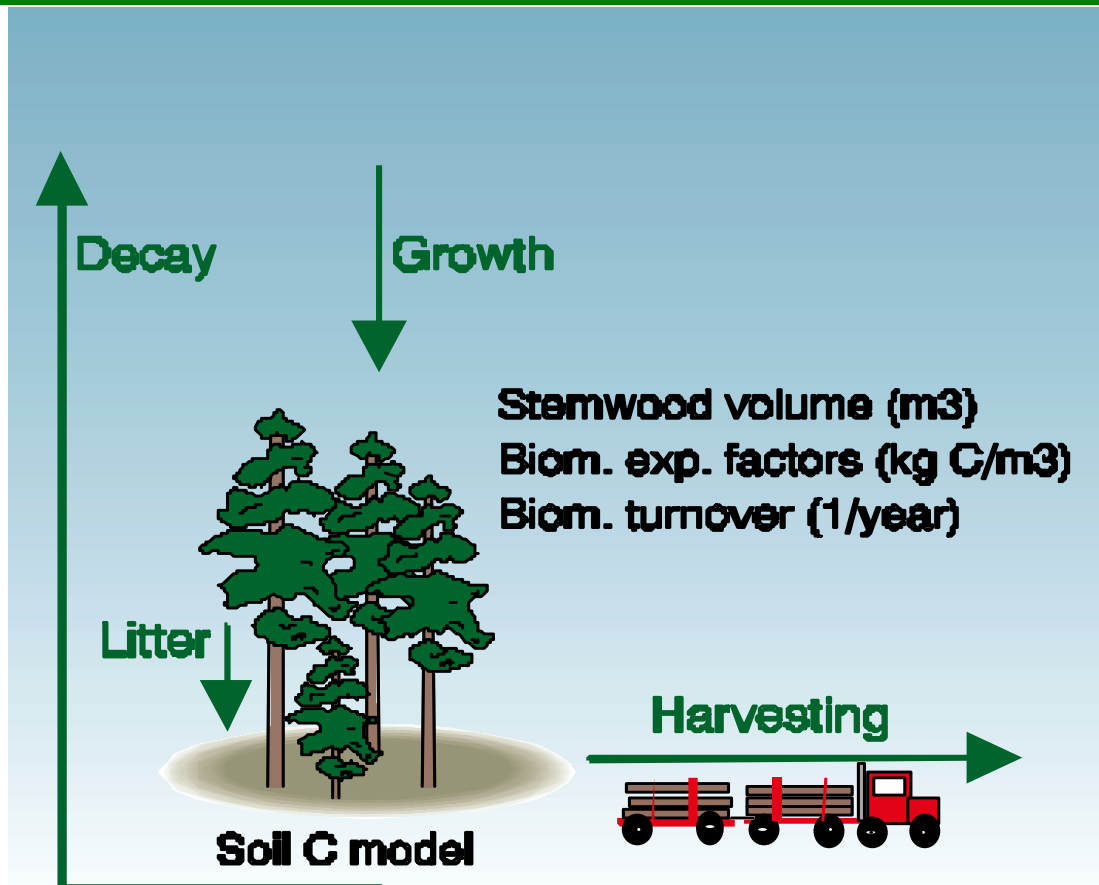 Decay
Growth
Stemwood volume (m3)
Biom. exp. factors (kg C/m3)
Biom. turnover (1/year)
Litter
Harvesting
Soil C model